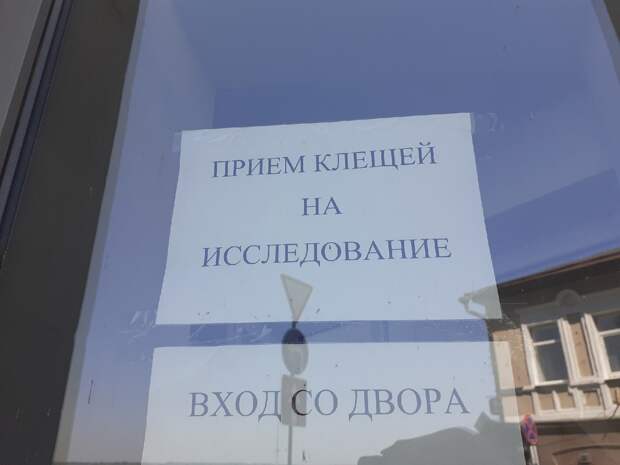 ПРИЕМ КЛЕЩЕЙ
НА
ИССЛЕДОВАНИЕ
ВХОД СО ДВОРА